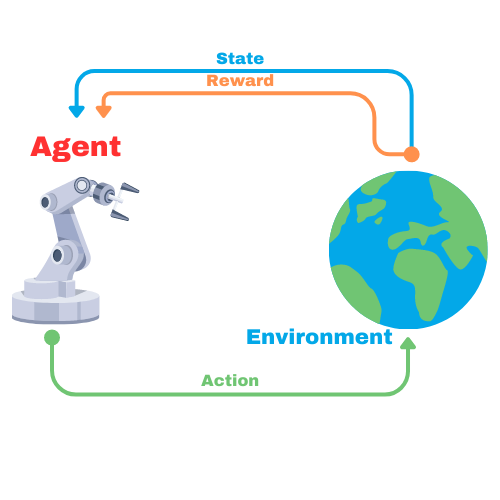 State
Reward
Agent
Environment
Action